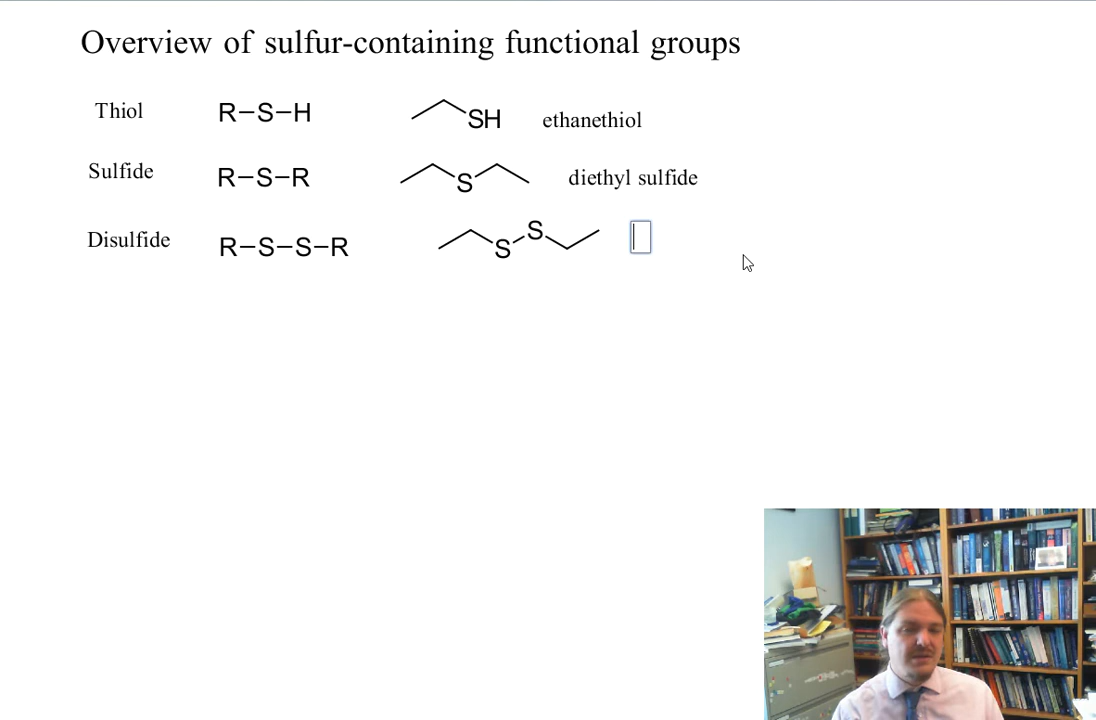 Overview of sulfur-containing functional groups
Thiol R-S-H SH ethanethiol
Sulfide R-S-R S diethyl sulfide
Disulfide R-S-S-R S S